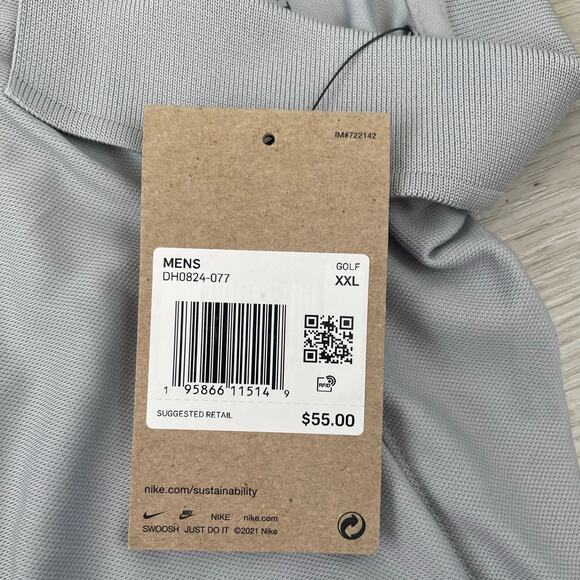 IM#722142
MENS GOLF
DH0824-077 XXL
1 95866 11514 9
RFID
SUGGESTED RETAIL $55.00
nike.com/sustainability
NIKE nike.com
SWOOSH JUST DO IT ©2021 Nike